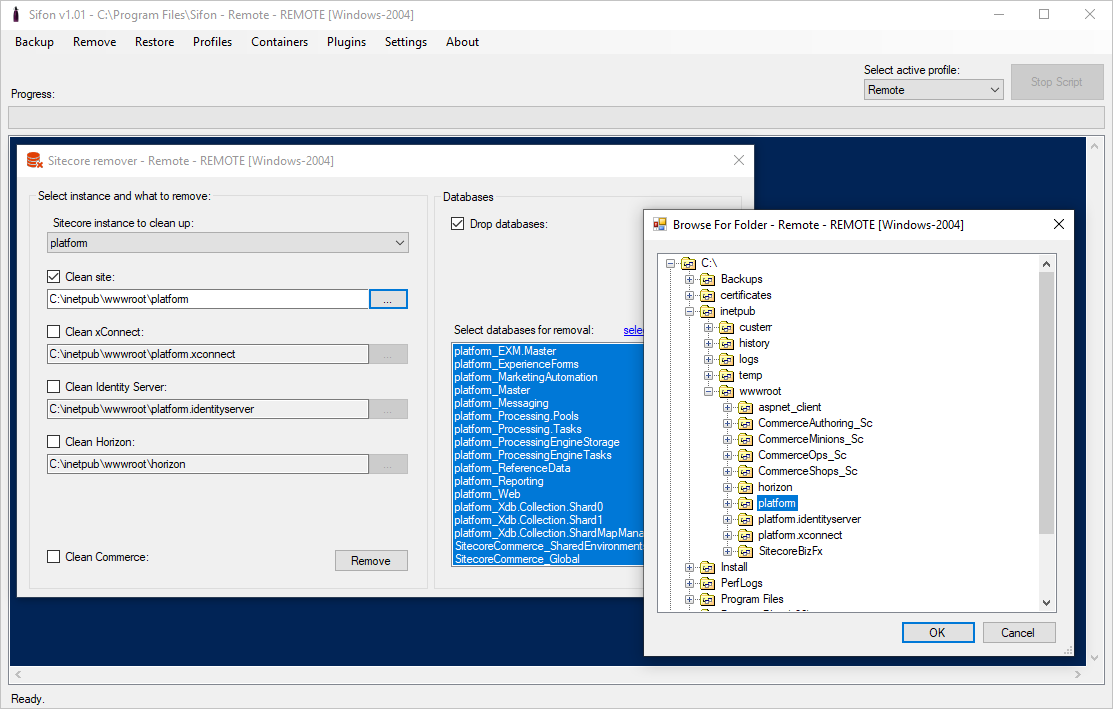 Sifon v1.01 - C:\Program Files\Sifon - Remote - REMOTE [Windows-2004]
Backup Remove Restore Profiles Containers Plugins Settings About
Select active profile:
Progress:
Remote
Stop Script
Sitecore remover - Remote - REMOTE [Windows-2004]
Select instance and what to remove:
Sitecore instance to clean up:
platform
Clean site:
C:\inetpub\wwwroot\platform
...
Clean xConnect:
C:\inetpub\wwwroot\platform.xconnect
...
Clean Identity Server:
C:\inetpub\wwwroot\platform.identityserver
...
Clean Horizon:
C:\inetpub\wwwroot\horizon
...
Clean Commerce:
Remove
Databases
Drop databases:
Select databases for removal:
platform_EXM.Master
platform_ExperienceForms
platform_MarketingAutomation
platform_Master
platform_Messaging
platform_Processing.Pools
platform_Processing.Tasks
platform_ProcessingEngineStorage
platform_ProcessingEngineTasks
platform_ReferenceData
platform_Reporting
platform_Web
platform_Xdb.Collection.Shard0
platform_Xdb.Collection.Shard1
platform_Xdb.Collection.ShardMapMana
SitecoreCommerce_SharedEnvironment
SitecoreCommerce_Global
Browse For Folder - Remote - REMOTE [Windows-2004]
C:\
Backups
certificates
inetpub
custerr
history
logs
temp
wwwroot
aspnet_client
CommerceAuthoring_Sc
CommerceMinions_Sc
CommerceOps_Sc
CommerceShops_Sc
horizon
platform
platform.identityserver
platform.xconnect
SitecoreBizFx
Install
PerfLogs
Program Files
OK
Cancel
Ready.